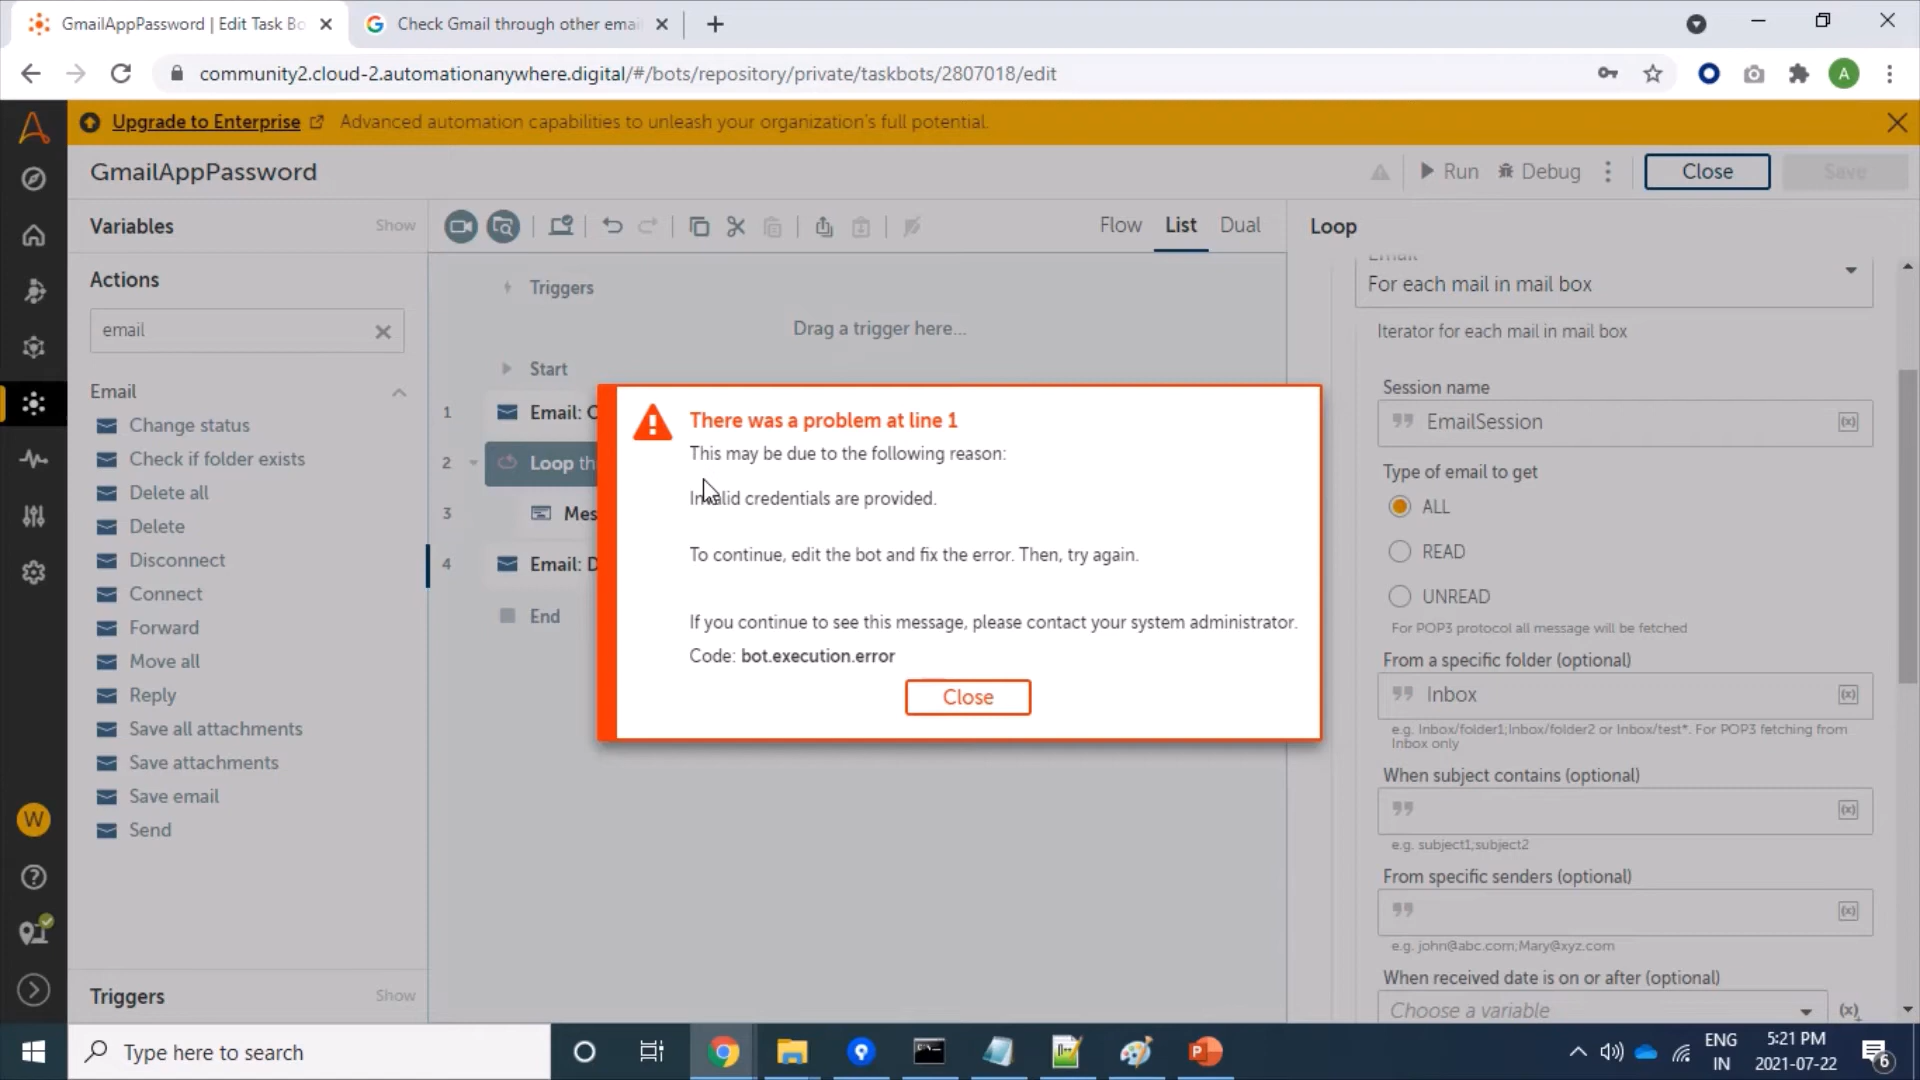 GmailAppPassword | Edit Task Bo
Check Gmail through other emai
community2.cloud-2.automationanywhere.digital/#/bots/repository/private/taskbots/2807018/edit
A
Upgrade to Enterprise
Advanced automation capabilities to unleash your organization's full potential.
GmailAppPassword
Run
Debug
Close
Save
Variables
Show
Flow
List
Dual
Loop
Actions
email
Email
Change status
Check if folder exists
Delete all
Delete
Disconnect
Connect
Forward
Move all
Reply
Save all attachments
Save attachments
Save email
Send
W
Triggers
Show
Triggers
Drag a trigger here...
Start
1
Email: C
2
Loop th
3
Mes
4
Email: D
End
There was a problem at line 1
This may be due to the following reason:
Invalid credentials are provided.
To continue, edit the bot and fix the error. Then, try again.
If you continue to see this message, please contact your system administrator.
Code: bot.execution.error
Close
Email
For each mail in mail box
Iterator for each mail in mail box
Session name
EmailSession
(x)
Type of email to get
ALL
READ
UNREAD
For POP3 protocol all message will be fetched
From a specific folder (optional)
Inbox
(x)
e.g. Inbox/folder1;Inbox/folder2 or Inbox/test*. For POP3 fetching from
Inbox only
When subject contains (optional)
(x)
e.g. subject1;subject2
From specific senders (optional)
(x)
e.g. john@abc.com;Mary@xyz.com
When received date is on or after (optional)
Choose a variable
(x)
Type here to search
ENG
IN
5:21 PM
2021-07-22
6